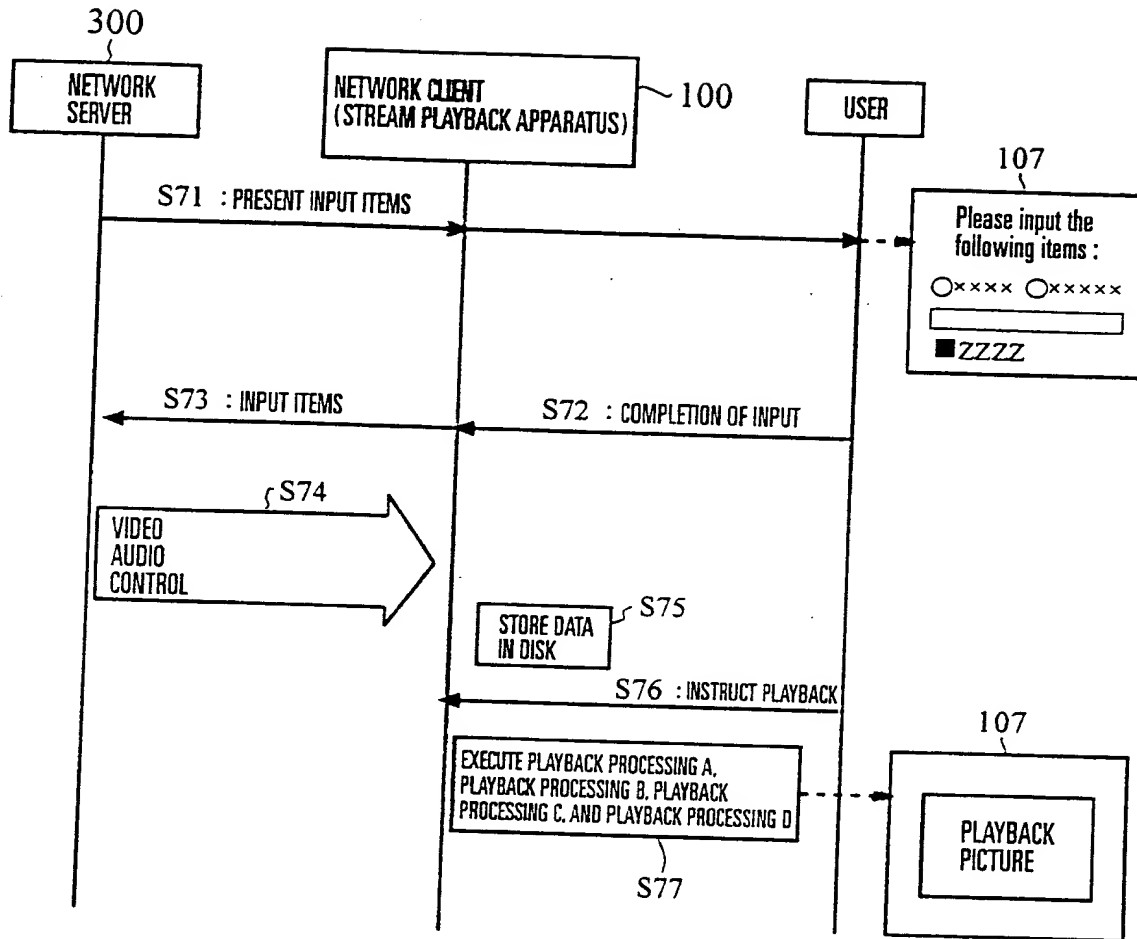 300
NETWORK
SERVER
NETWORK CLIENT
(STREAM PLAYBACK APPARATUS)
100
USER
107
S71 : PRESENT INPUT ITEMS
Please input the
following items :
○×××× ○×××××
■ZZZZ
S73 : INPUT ITEMS
S72 : COMPLETION OF INPUT
S74
VIDEO
AUDIO
CONTROL
STORE DATA
IN DISK
S75
S76 : INSTRUCT PLAYBACK
107
EXECUTE PLAYBACK PROCESSING A,
PLAYBACK PROCESSING B, PLAYBACK
PROCESSING C, AND PLAYBACK PROCESSING D
PLAYBACK
PICTURE
S77